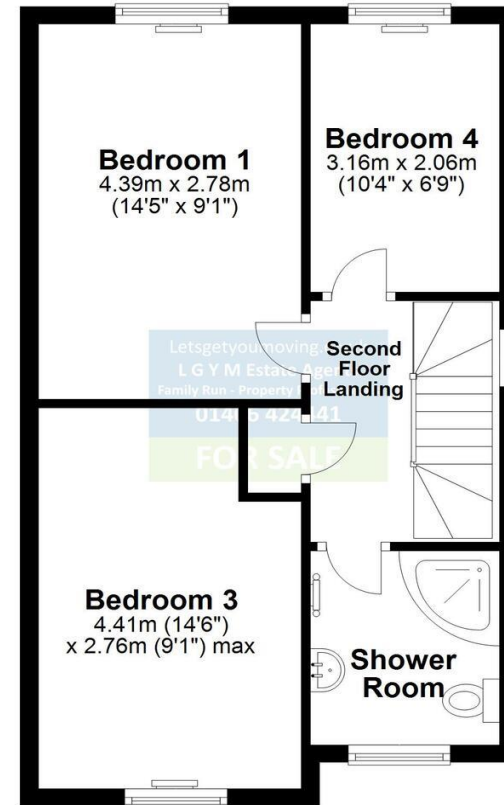 Bedroom 1
4.39m x 2.78m
(14'5" x 9'1")
Bedroom 4
3.16m x 2.06m
(10'4" x 6'9")
Second
Floor
Landing
L G Y M Estate
Family Run - Property
FOR SALE
Bedroom 3
4.41m (14'6")
x 2.76m (9'1") max
Shower
Room